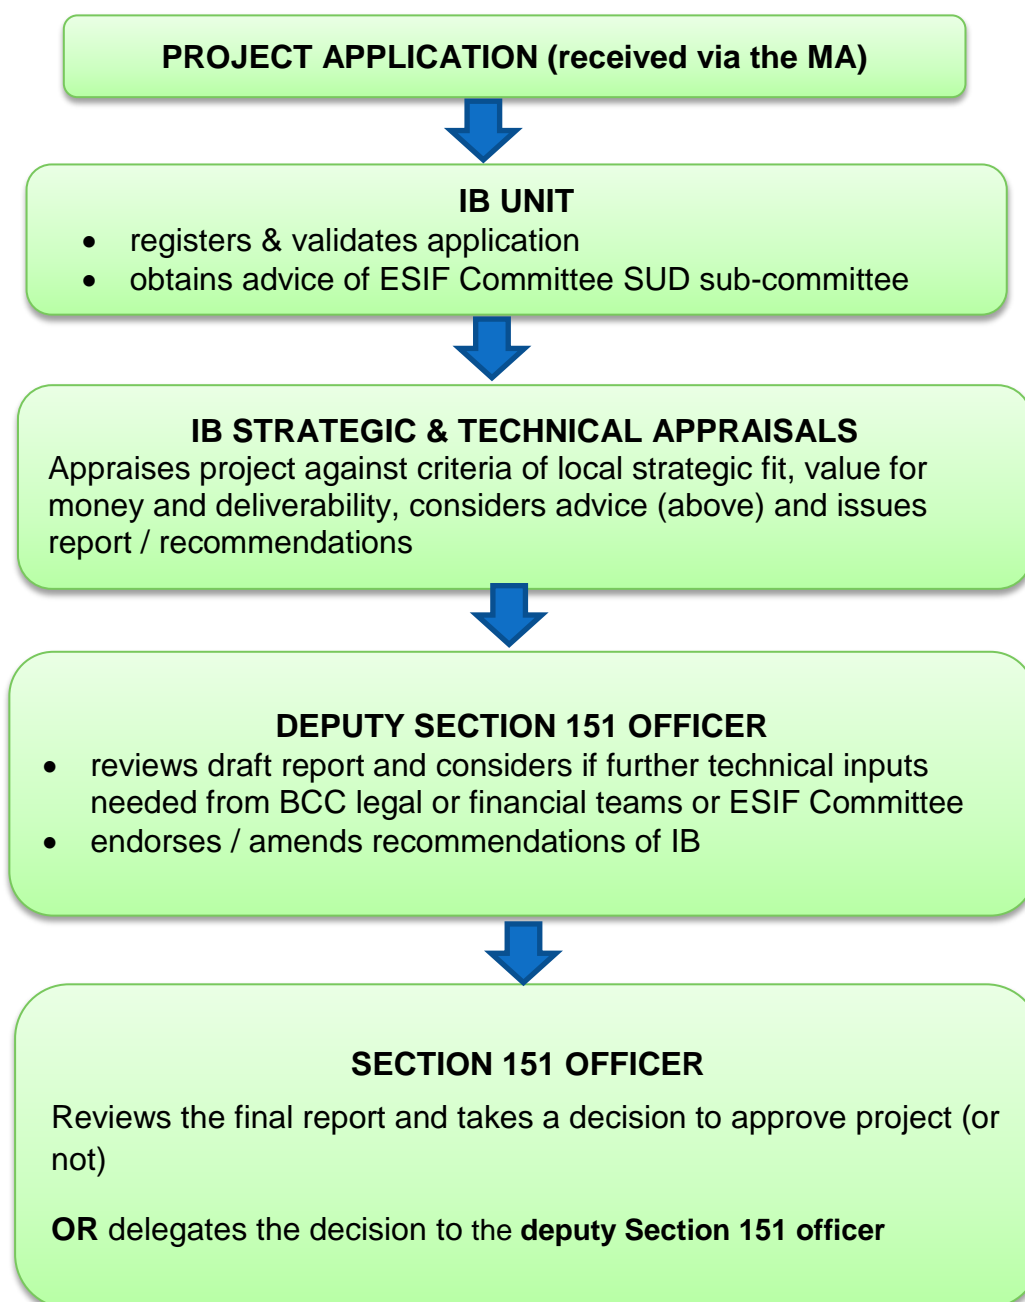 PROJECT APPLICATION (received via the MA)
IB UNIT
• registers & validates application
• obtains advice of ESIF Committee SUD sub-committee
IB STRATEGIC & TECHNICAL APPRAISALS
Appraises project against criteria of local strategic fit, value for
money and deliverability, considers advice (above) and issues
report / recommendations
DEPUTY SECTION 151 OFFICER
• reviews draft report and considers if further technical inputs
needed from BCC legal or financial teams or ESIF Committee
• endorses / amends recommendations of IB
SECTION 151 OFFICER
Reviews the final report and takes a decision to approve project (or
not)
OR delegates the decision to the deputy Section 151 officer